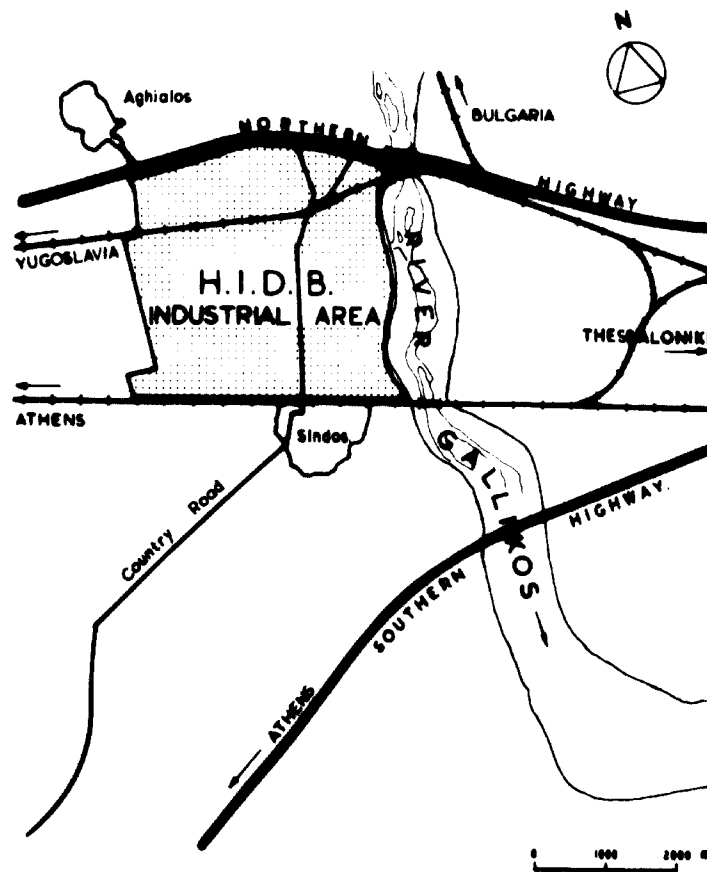 N
Aghialos
NORTHERN
BULGARIA
HIGHWAY
YUGOSLAVIA
H.I.D.B.
INDUSTRIAL AREA
RIVER
THESSALONIKI
ATHENS
Sindos
GALLIKOS
Country Road
HIGHWAY
SOUTHERN
ATHENS
0 1000 2000